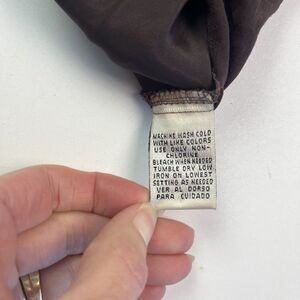 MACHINE WASH COLD
WITH LIKE COLORS
USE ONLY NON-
CHLORINE
BLEACH WHEN NEEDED
TUMBLE DRY LOW
IRON ON LOWEST
SETTING AS NEEDED
VER AL DORSO
PARA CUIDADO